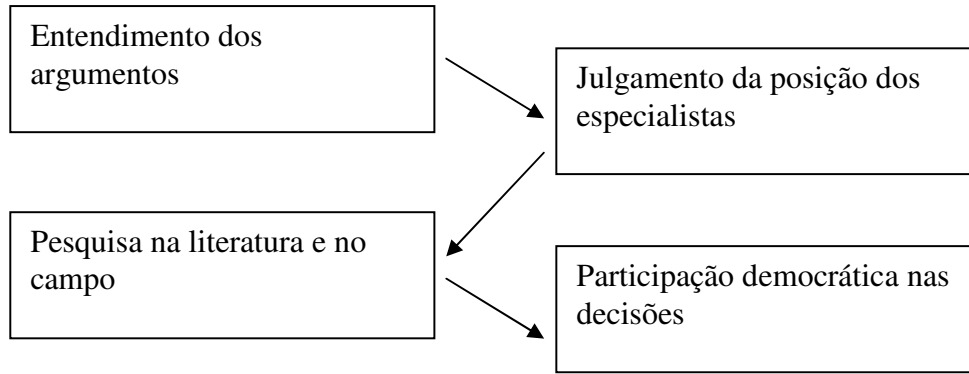 Entendimento dos
argumentos
Julgamento da posição dos
especialistas
Pesquisa na literatura e no
campo
Participação democrática nas
decisões